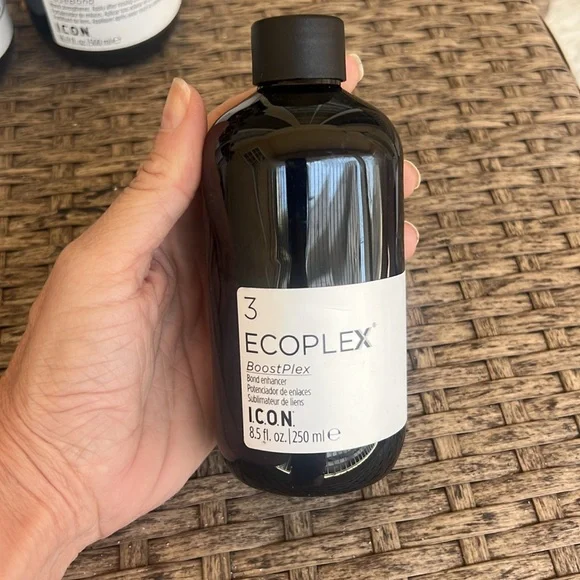 I.C.O.N.
3
ECOPLEX®
BoostPlex
Bond enhancer
Potenciador de enlaces
Sublimateur de liens
I.C.O.N.
8.5 fl. oz. | 250 ml ℮